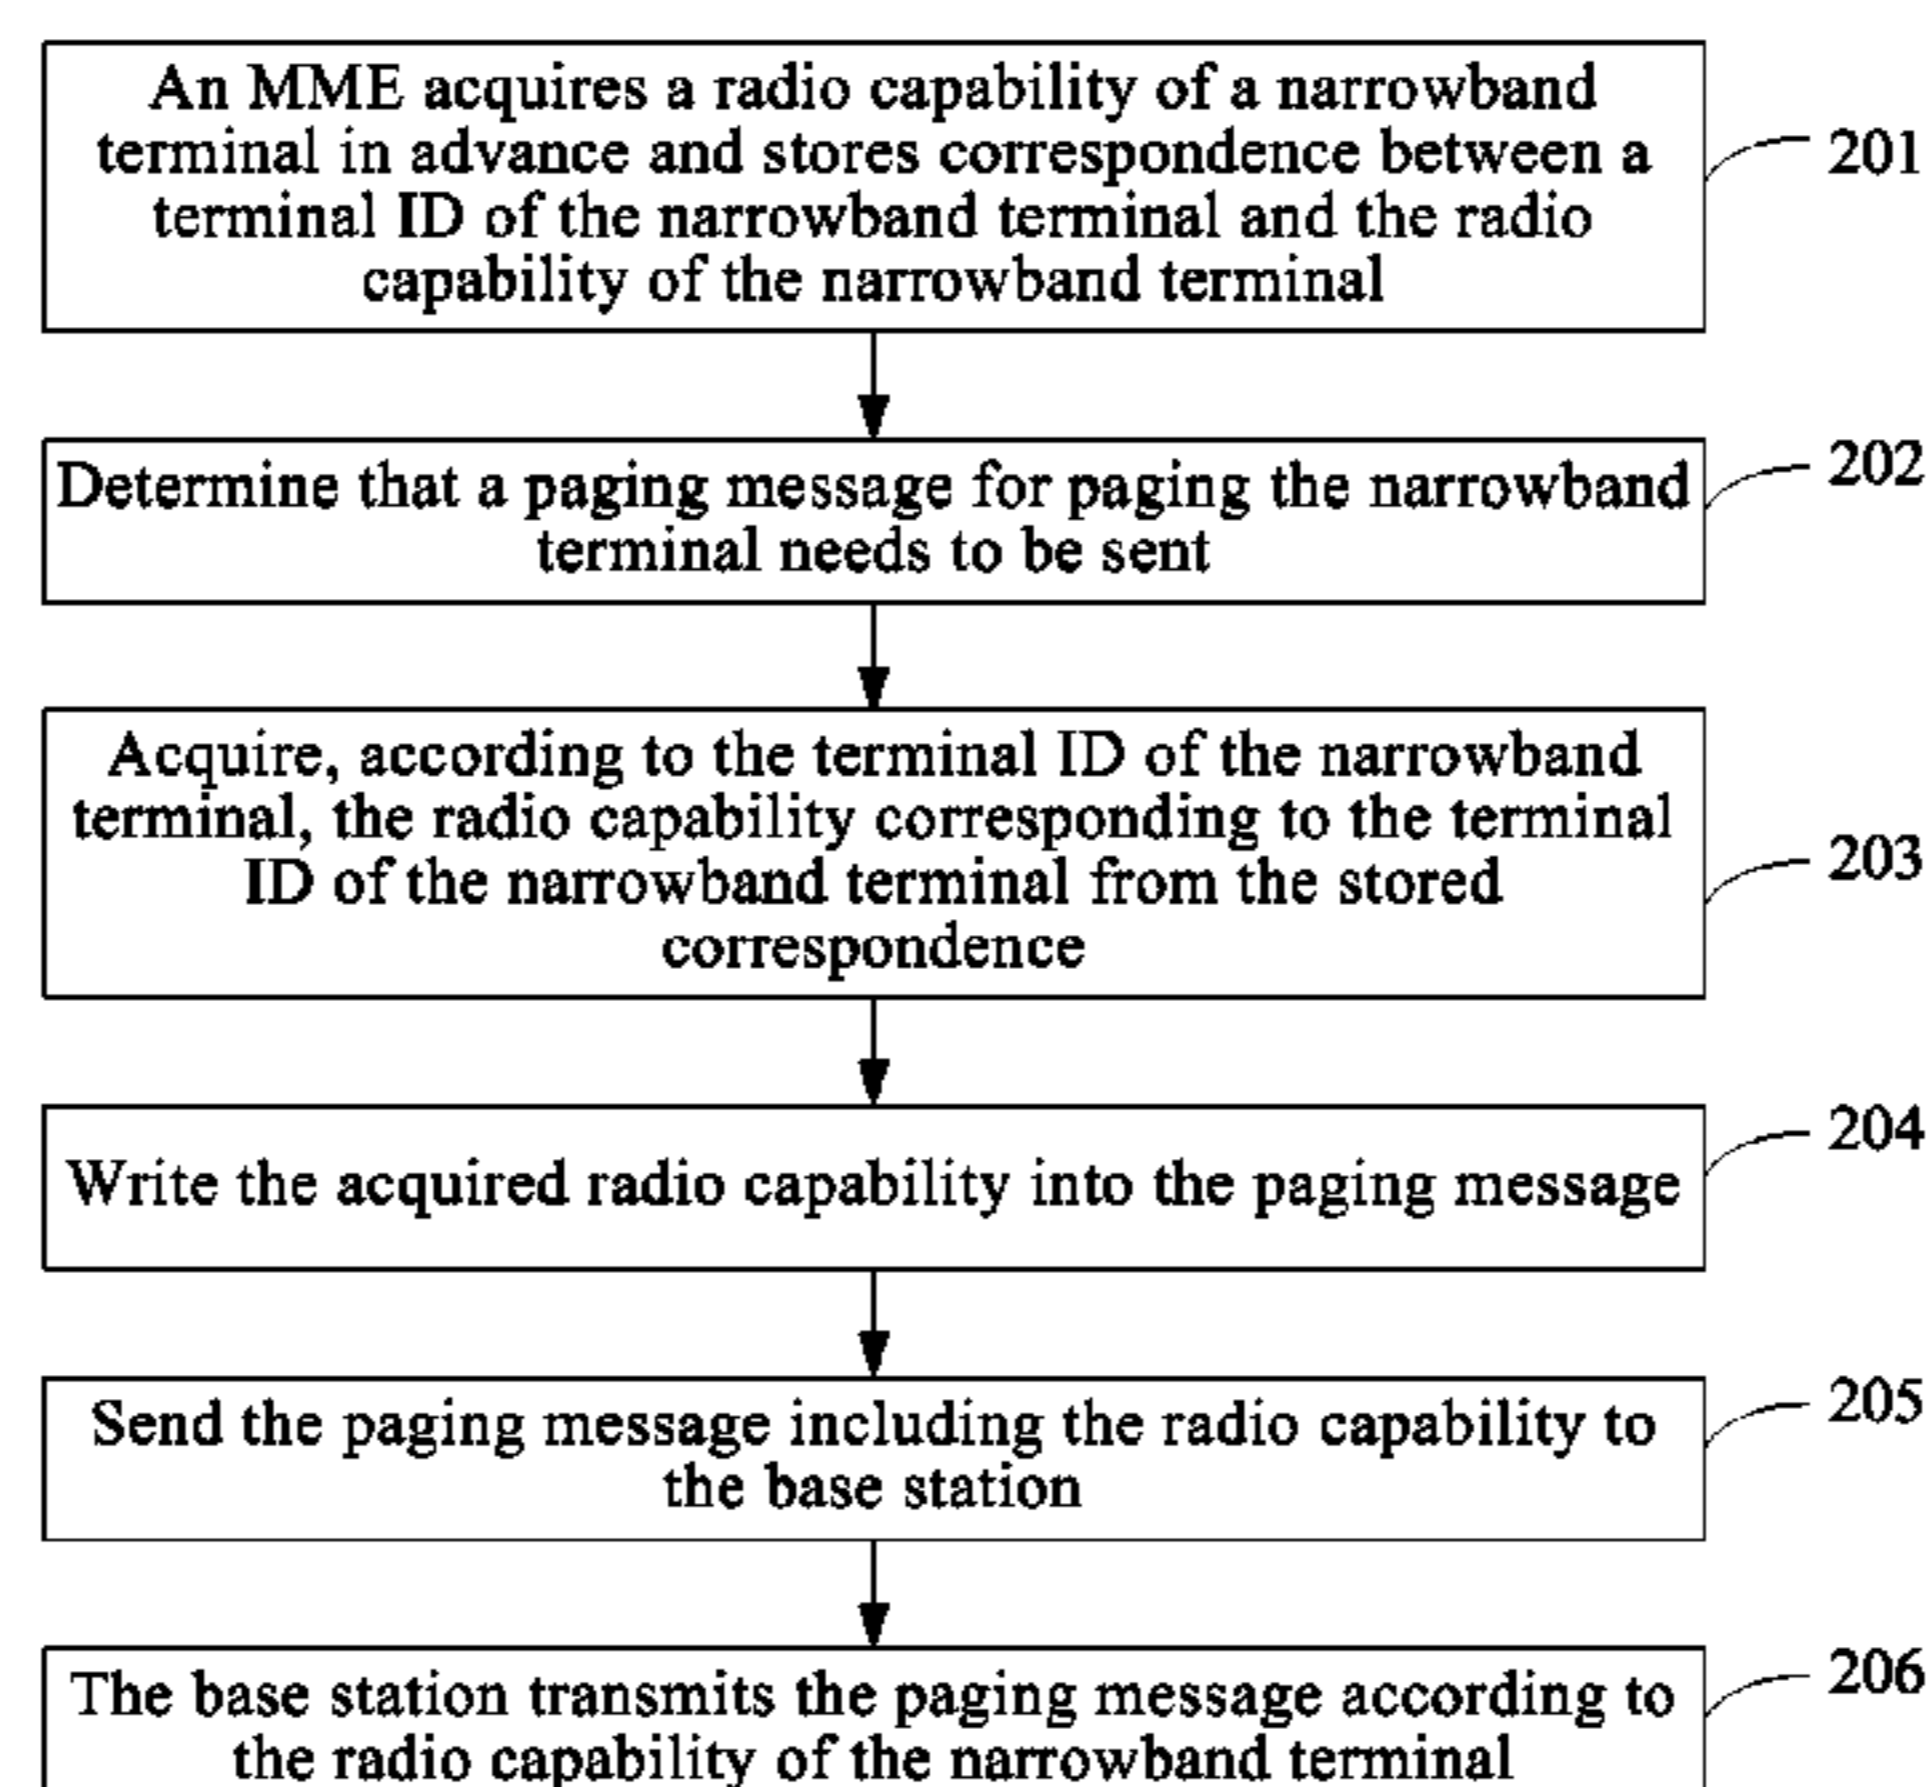 An MME acquires a radio capability of a narrowband
terminal in advance and stores correspondence between a
terminal ID of the narrowband terminal and the radio
capability of the narrowband terminal
201
Determine that a paging message for paging the narrowband
terminal needs to be sent
202
Acquire, according to the terminal ID of the narrowband
terminal, the radio capability corresponding to the terminal
ID of the narrowband terminal from the stored
correspondence
203
Write the acquired radio capability into the paging message
204
Send the paging message including the radio capability to
the base station
205
The base station transmits the paging message according to
the radio capability of the narrowband terminal
206